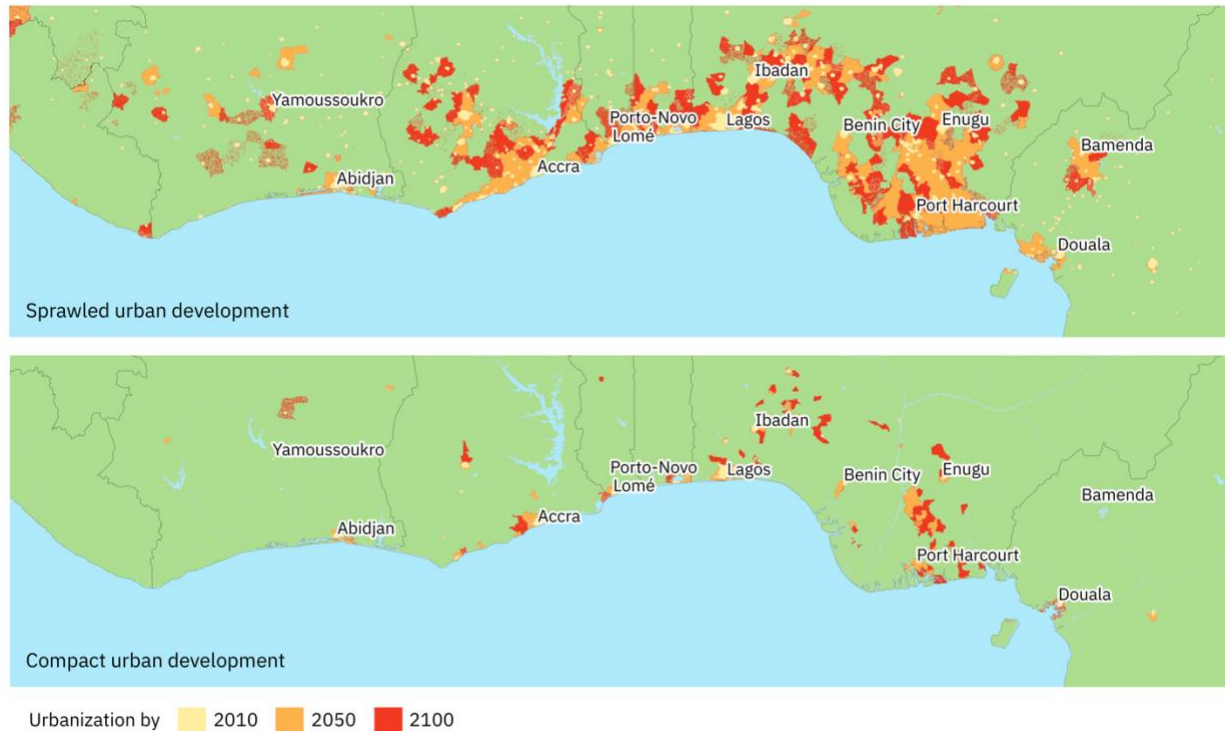 Ibadan
Yamoussoukro
Porto-Novo
Lomé
Lagos
Benin City
Enugu
Bamenda
Accra
Abidjan
Port Harcourt
Douala
Sprawled urban development
Ibadan
Yamoussoukro
Porto-Novo
Lomé
Lagos
Benin City
Enugu
Bamenda
Accra
Abidjan
Port Harcourt
Douala
Compact urban development
Urbanization by 2010 2050 2100